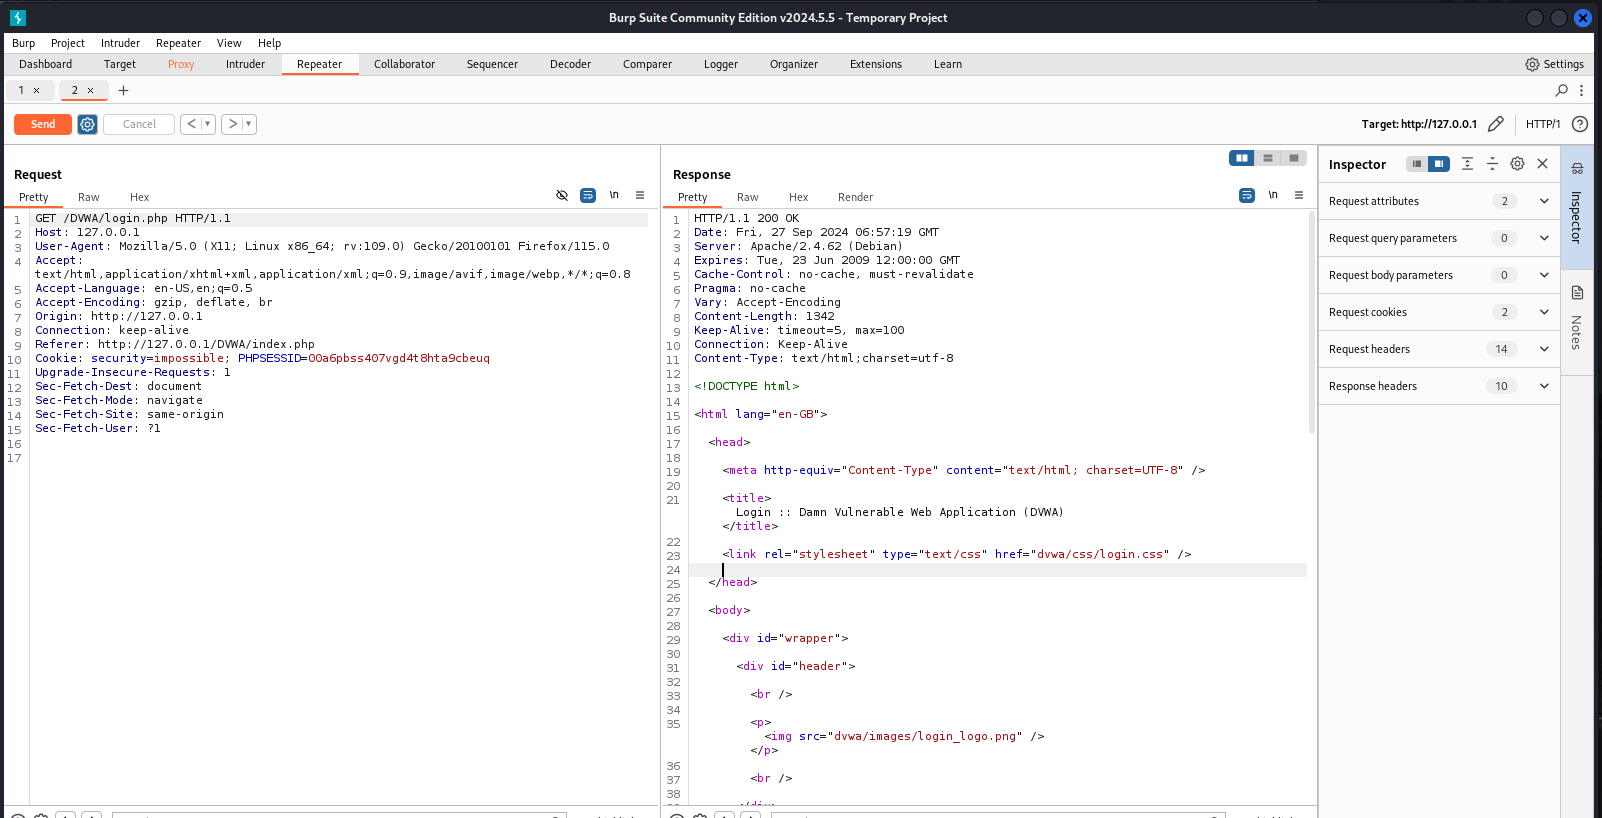 Burp Suite Community Edition v2024.5.5 - Temporary Project
Burp Project Intruder Repeater View Help
Dashboard Target Proxy Intruder Repeater Collaborator Sequencer Decoder Comparer Logger Organizer Extensions Learn Settings
1 × 2 × +
Send Cancel < > Target: http://127.0.0.1 HTTP/1 ?
Request
Pretty Raw Hex \n
1 GET /DVWA/login.php HTTP/1.1
2 Host: 127.0.0.1
3 User-Agent: Mozilla/5.0 (X11; Linux x86_64; rv:109.0) Gecko/20100101 Firefox/115.0
4 Accept:
text/html,application/xhtml+xml,application/xml;q=0.9,image/avif,image/webp,*/*;q=0.8
5 Accept-Language: en-US,en;q=0.5
6 Accept-Encoding: gzip, deflate, br
7 Origin: http://127.0.0.1
8 Connection: keep-alive
9 Referer: http://127.0.0.1/DVWA/index.php
10 Cookie: security=impossible; PHPSESSID=00a6pbss407vgd4t8hta9cbeuq
11 Upgrade-Insecure-Requests: 1
12 Sec-Fetch-Dest: document
13 Sec-Fetch-Mode: navigate
14 Sec-Fetch-Site: same-origin
15 Sec-Fetch-User: ?1
16
17
Response
Pretty Raw Hex Render \n
1 HTTP/1.1 200 OK
2 Date: Fri, 27 Sep 2024 06:57:19 GMT
3 Server: Apache/2.4.62 (Debian)
4 Expires: Tue, 23 Jun 2009 12:00:00 GMT
5 Cache-Control: no-cache, must-revalidate
6 Pragma: no-cache
7 Vary: Accept-Encoding
8 Content-Length: 1342
9 Keep-Alive: timeout=5, max=100
10 Connection: Keep-Alive
11 Content-Type: text/html;charset=utf-8
12
13 <!DOCTYPE html>
14
15 <html lang="en-GB">
16
17 <head>
18
19 <meta http-equiv="Content-Type" content="text/html; charset=UTF-8" />
20
21 <title>
Login :: Damn Vulnerable Web Application (DVWA)
</title>
22
23 <link rel="stylesheet" type="text/css" href="dvwa/css/login.css" />
24
25 </head>
26
27 <body>
28
29 <div id="wrapper">
30
31 <div id="header">
32
33 <br />
34
35 <p>
<img src="dvwa/images/login_logo.png" />
</p>
36
37 <br />
38
Inspector
Request attributes 2
Request query parameters 0
Request body parameters 0
Request cookies 2
Request headers 14
Response headers 10
Inspector
Notes